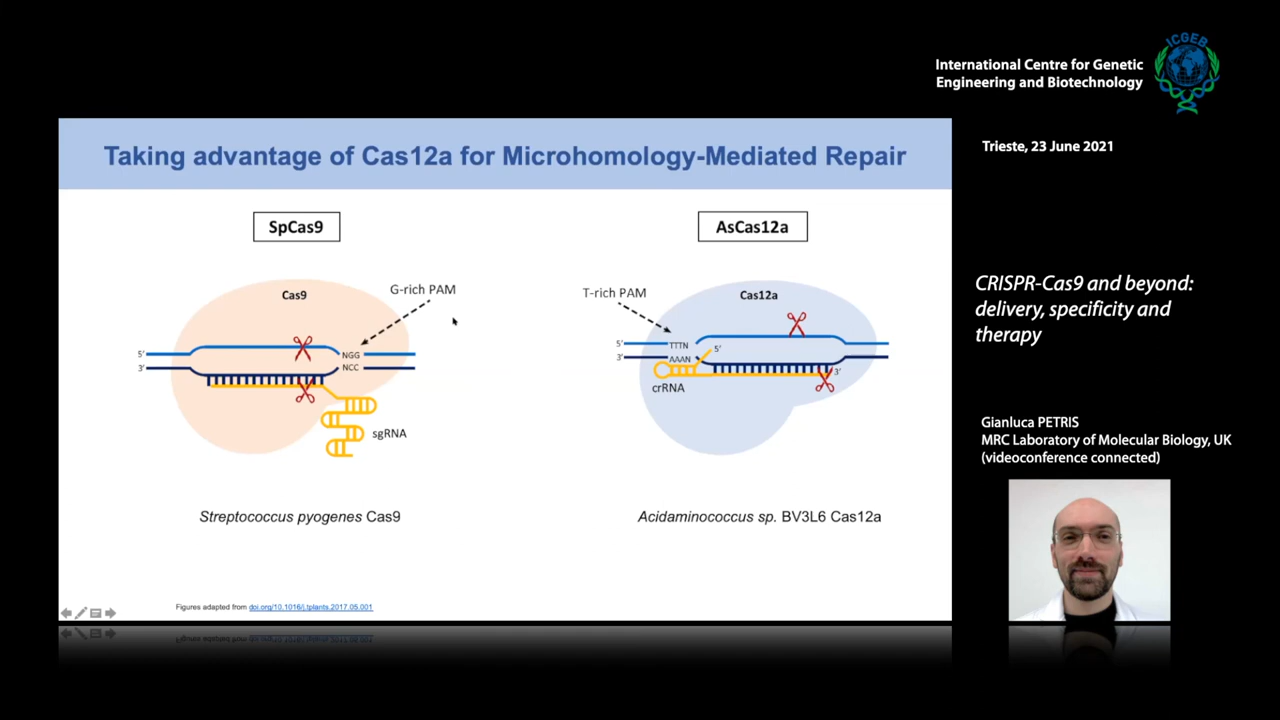 ICGEB
International Centre for Genetic
Engineering and Biotechnology
Trieste, 23 June 2021
Taking advantage of Cas12a for Microhomology-Mediated Repair
SpCas9
Cas9
G-rich PAM
5'
3'
NGG
NCC
sgRNA
Streptococcus pyogenes Cas9
AsCas12a
T-rich PAM
Cas12a
5'
3'
TTTN
AAAN
5'
3'
crRNA
Acidaminococcus sp. BV3L6 Cas12a
Figures adapted from doi.org/10.1016/j.tplants.2017.05.001
CRISPR-Cas9 and beyond:
delivery, specificity and
therapy
Gianluca PETRIS
MRC Laboratory of Molecular Biology, UK
(videoconference connected)